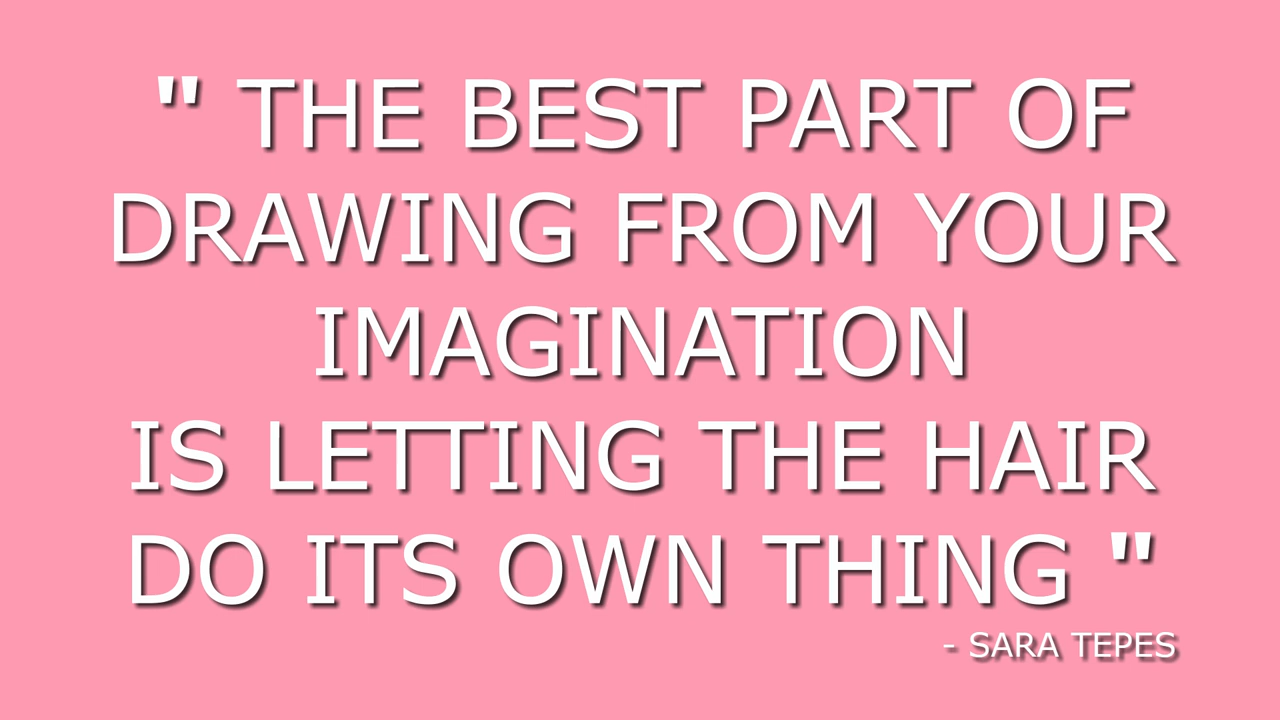 " THE BEST PART OF
DRAWING FROM YOUR
IMAGINATION
IS LETTING THE HAIR
DO ITS OWN THING "
- SARA TEPES